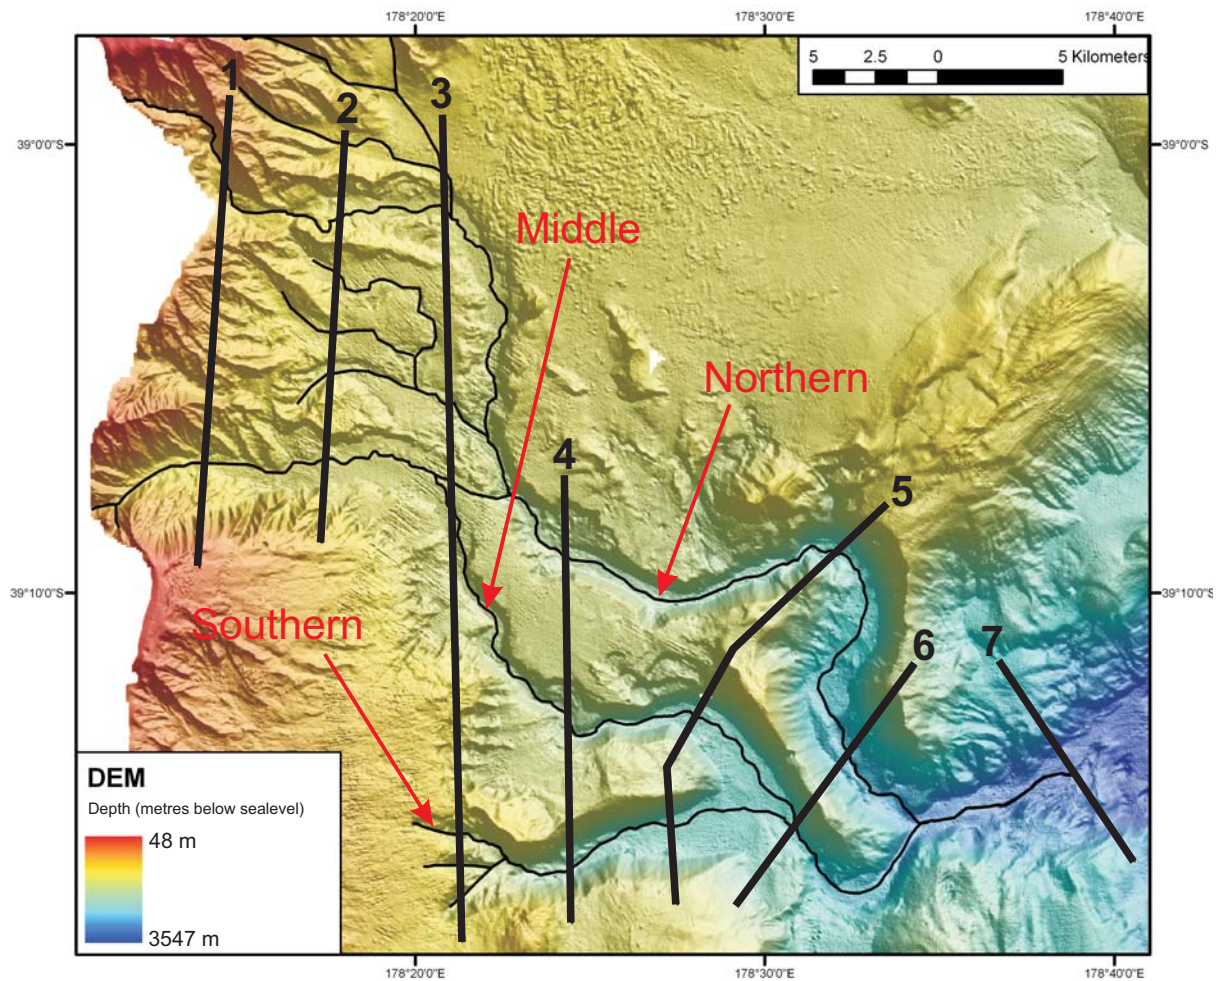 178°20'0"E 178°30'0"E 178°40'0"E
5 2.5 0 5 Kilometers
1
2
3
39°0'0"S 39°0'0"S
Middle
Northern
4
5
39°10'0"S 39°10'0"S
Southern
6
7
DEM
Depth (metres below sealevel)
48 m
3547 m
178°20'0"E 178°30'0"E 178°40'0"E